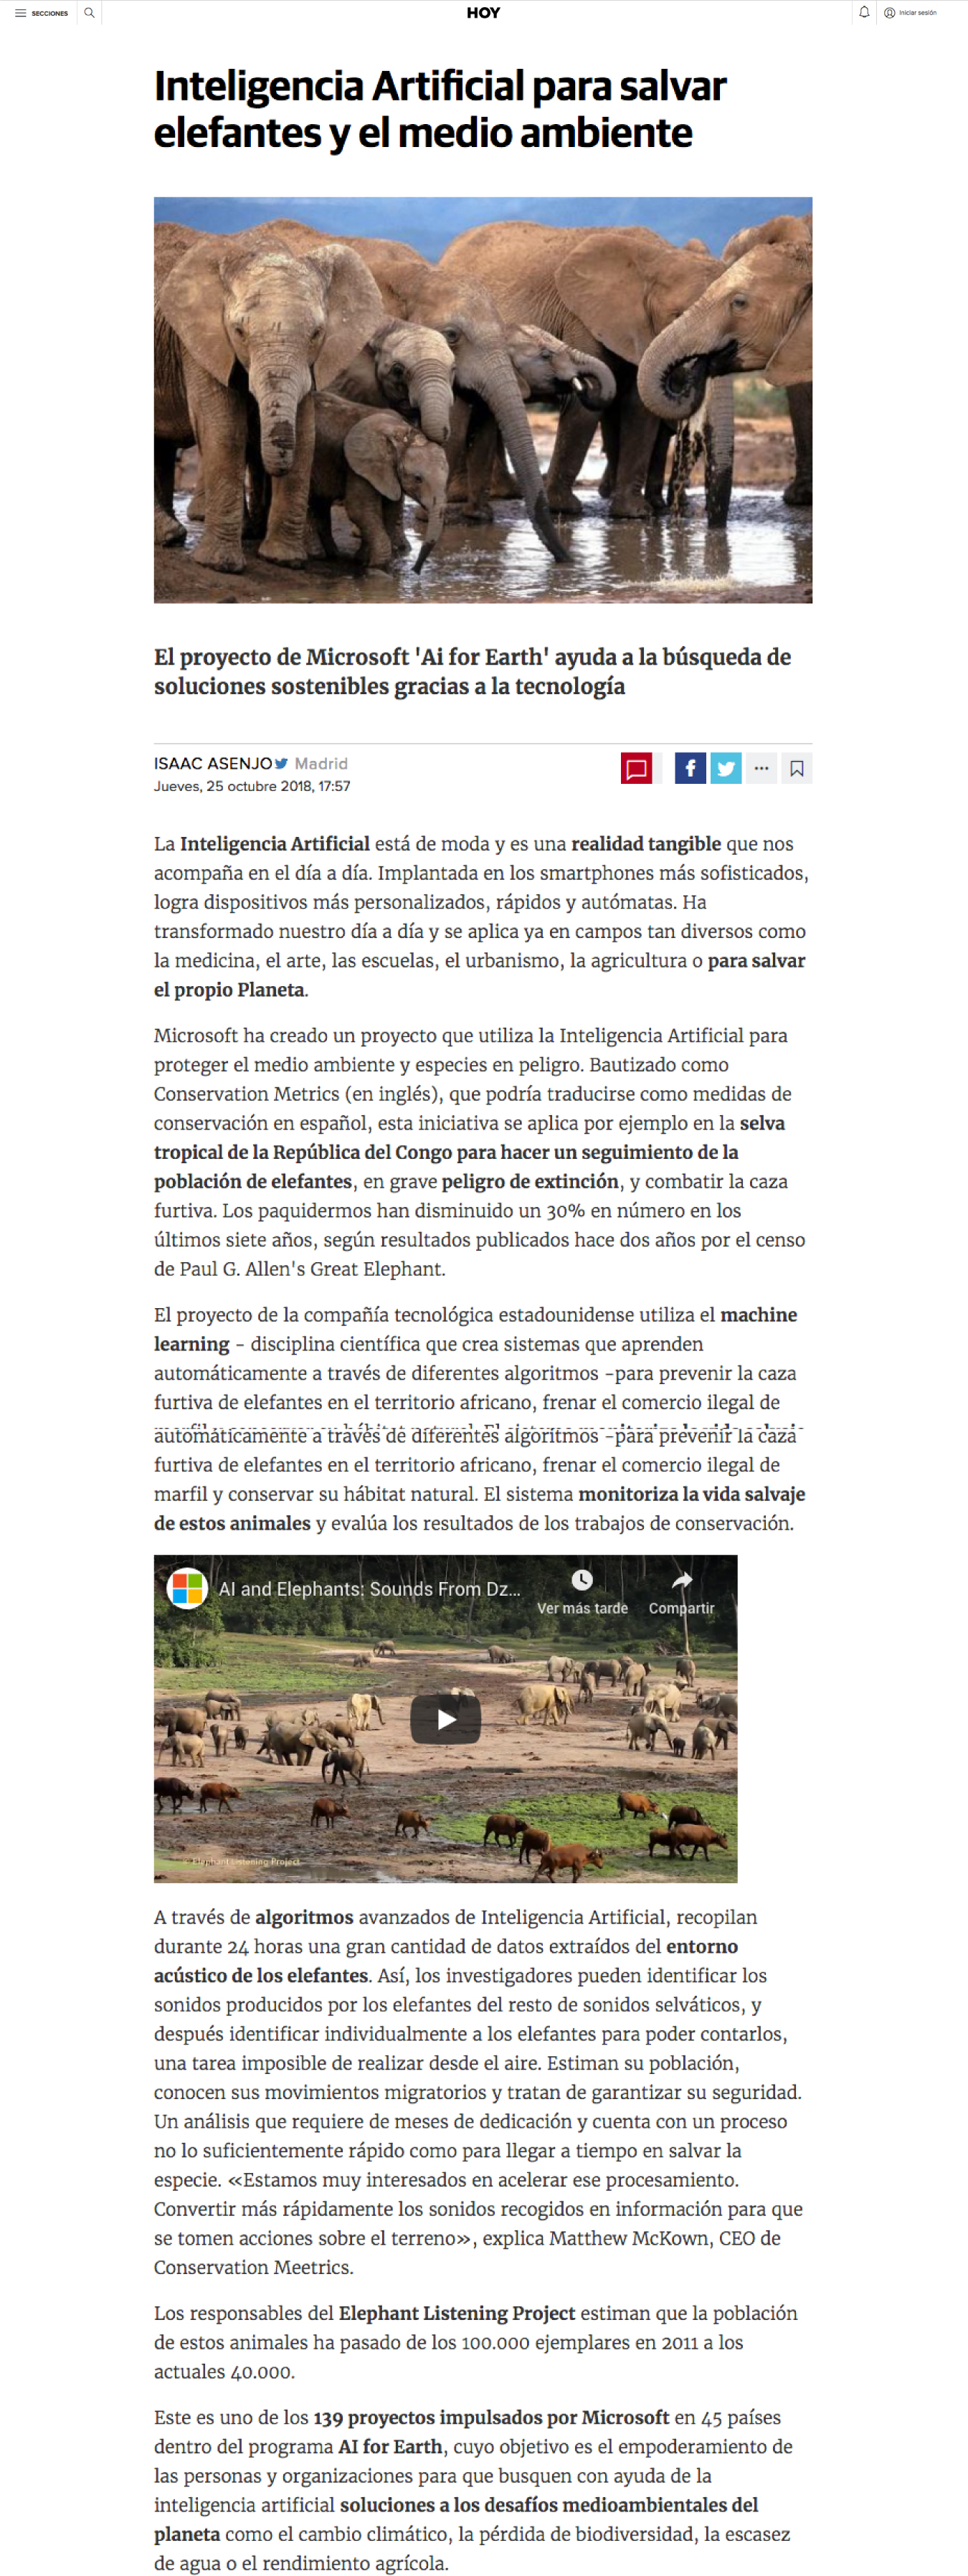 SECCIONES
HOY
Iniciar sesión
Inteligencia Artificial para salvar
elefantes y el medio ambiente
El proyecto de Microsoft 'Ai for Earth' ayuda a la búsqueda de
soluciones sostenibles gracias a la tecnología
ISAAC ASENJO Madrid
Jueves, 25 octubre 2018, 17:57
La Inteligencia Artificial está de moda y es una realidad tangible que nos
acompaña en el día a día. Implantada en los smartphones más sofisticados,
logra dispositivos más personalizados, rápidos y autómatas. Ha
transformado nuestro día a día y se aplica ya en campos tan diversos como
la medicina, el arte, las escuelas, el urbanismo, la agricultura o para salvar
el propio Planeta.
Microsoft ha creado un proyecto que utiliza la Inteligencia Artificial para
proteger el medio ambiente y especies en peligro. Bautizado como
Conservation Metrics (en inglés), que podría traducirse como medidas de
conservación en español, esta iniciativa se aplica por ejemplo en la selva
tropical de la República del Congo para hacer un seguimiento de la
población de elefantes, en grave peligro de extinción, y combatir la caza
furtiva. Los paquidermos han disminuido un 30% en número en los
últimos siete años, según resultados publicados hace dos años por el censo
de Paul G. Allen's Great Elephant.
El proyecto de la compañía tecnológica estadounidense utiliza el machine
learning - disciplina científica que crea sistemas que aprenden
automáticamente a través de diferentes algoritmos -para prevenir la caza
furtiva de elefantes en el territorio africano, frenar el comercio ilegal de
automáticamente a través de diferentes algoritmos -para prevenir la caza
furtiva de elefantes en el territorio africano, frenar el comercio ilegal de
marfil y conservar su hábitat natural. El sistema monitoriza la vida salvaje
de estos animales y evalúa los resultados de los trabajos de conservación.
AI and Elephants: Sounds From Dz...
Ver más tarde
Compartir
Elephant Listening Project
A través de algoritmos avanzados de Inteligencia Artificial, recopilan
durante 24 horas una gran cantidad de datos extraídos del entorno
acústico de los elefantes. Así, los investigadores pueden identificar los
sonidos producidos por los elefantes del resto de sonidos selváticos, y
después identificar individualmente a los elefantes para poder contarlos,
una tarea imposible de realizar desde el aire. Estiman su población,
conocen sus movimientos migratorios y tratan de garantizar su seguridad.
Un análisis que requiere de meses de dedicación y cuenta con un proceso
no lo suficientemente rápido como para llegar a tiempo en salvar la
especie. «Estamos muy interesados en acelerar ese procesamiento.
Convertir más rápidamente los sonidos recogidos en información para que
se tomen acciones sobre el terreno», explica Matthew McKown, CEO de
Conservation Meetrics.
Los responsables del Elephant Listening Project estiman que la población
de estos animales ha pasado de los 100.000 ejemplares en 2011 a los
actuales 40.000.
Este es uno de los 139 proyectos impulsados por Microsoft en 45 países
dentro del programa AI for Earth, cuyo objetivo es el empoderamiento de
las personas y organizaciones para que busquen con ayuda de la
inteligencia artificial soluciones a los desafíos medioambientales del
planeta como el cambio climático, la pérdida de biodiversidad, la escasez
de agua o el rendimiento agrícola.